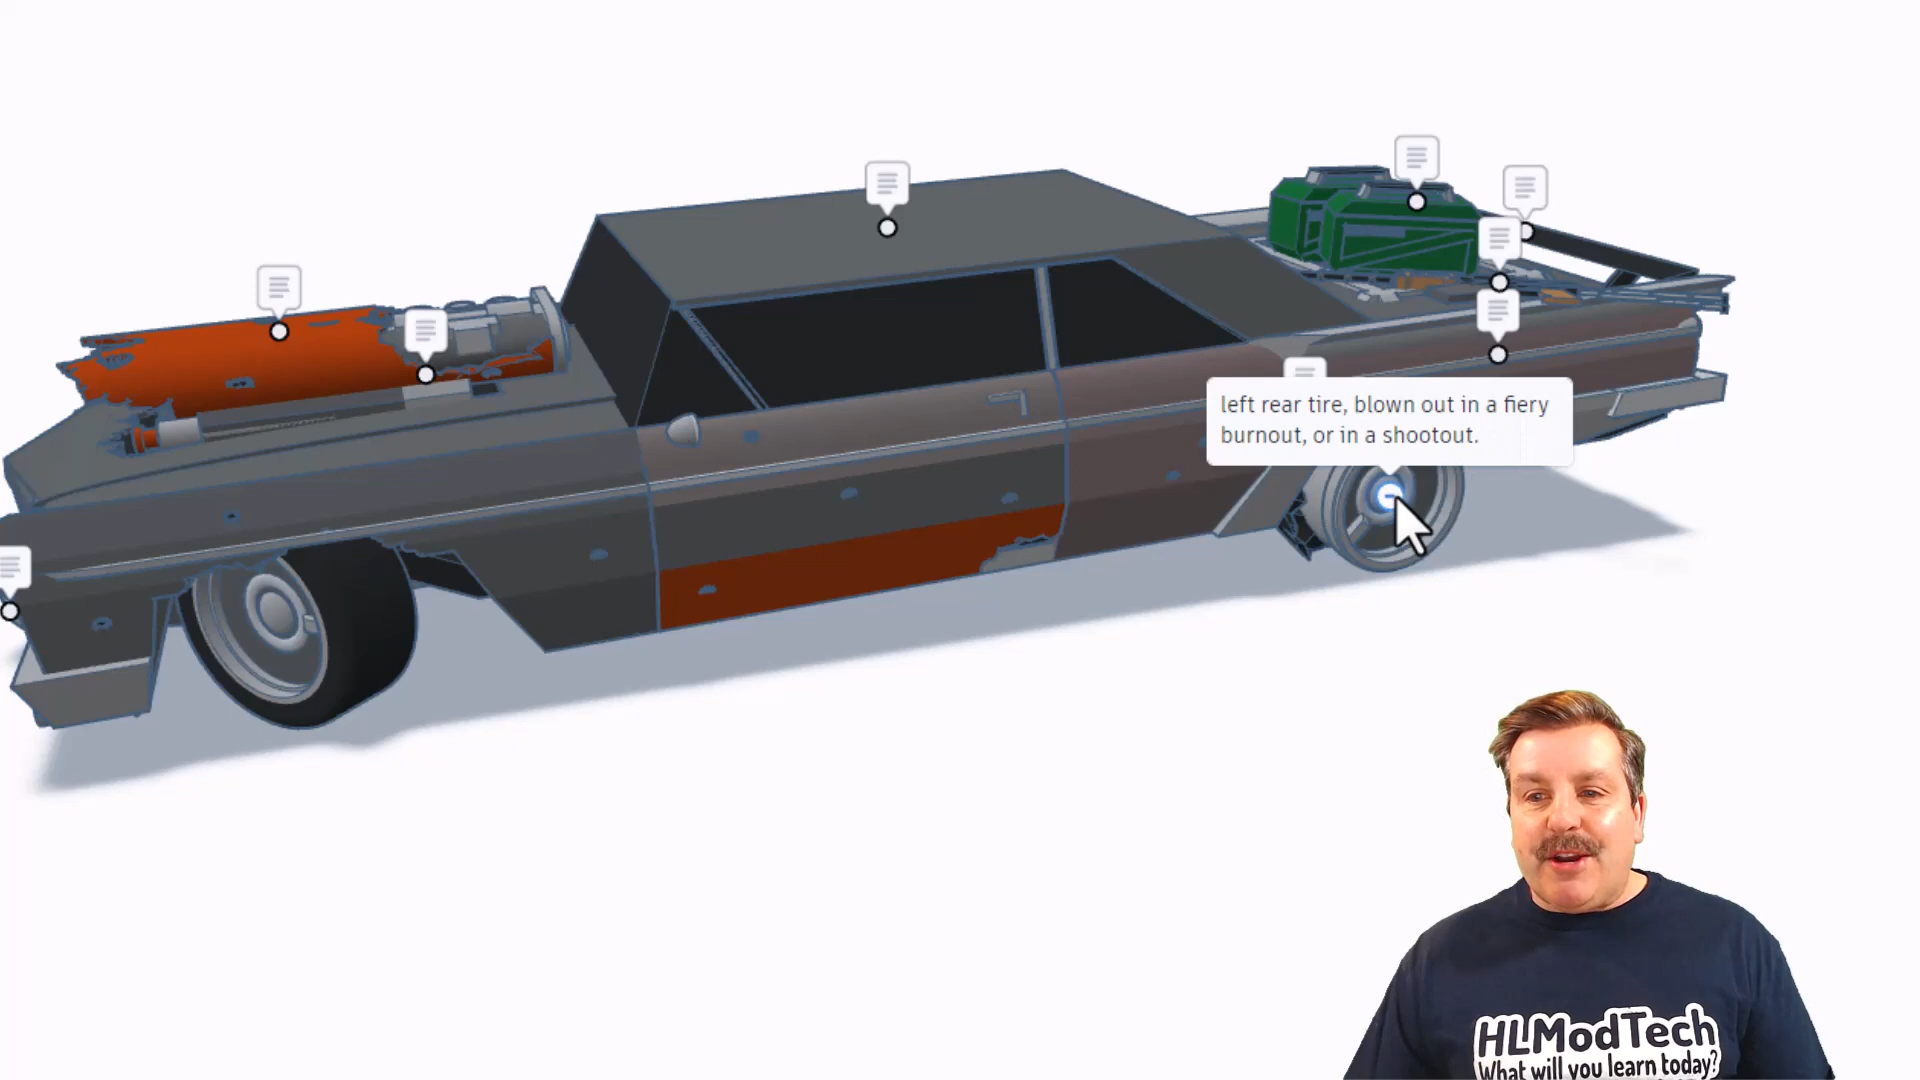 left rear tire, blown out in a fiery
burnout, or in a shootout.
HLModTech
What will you learn today?